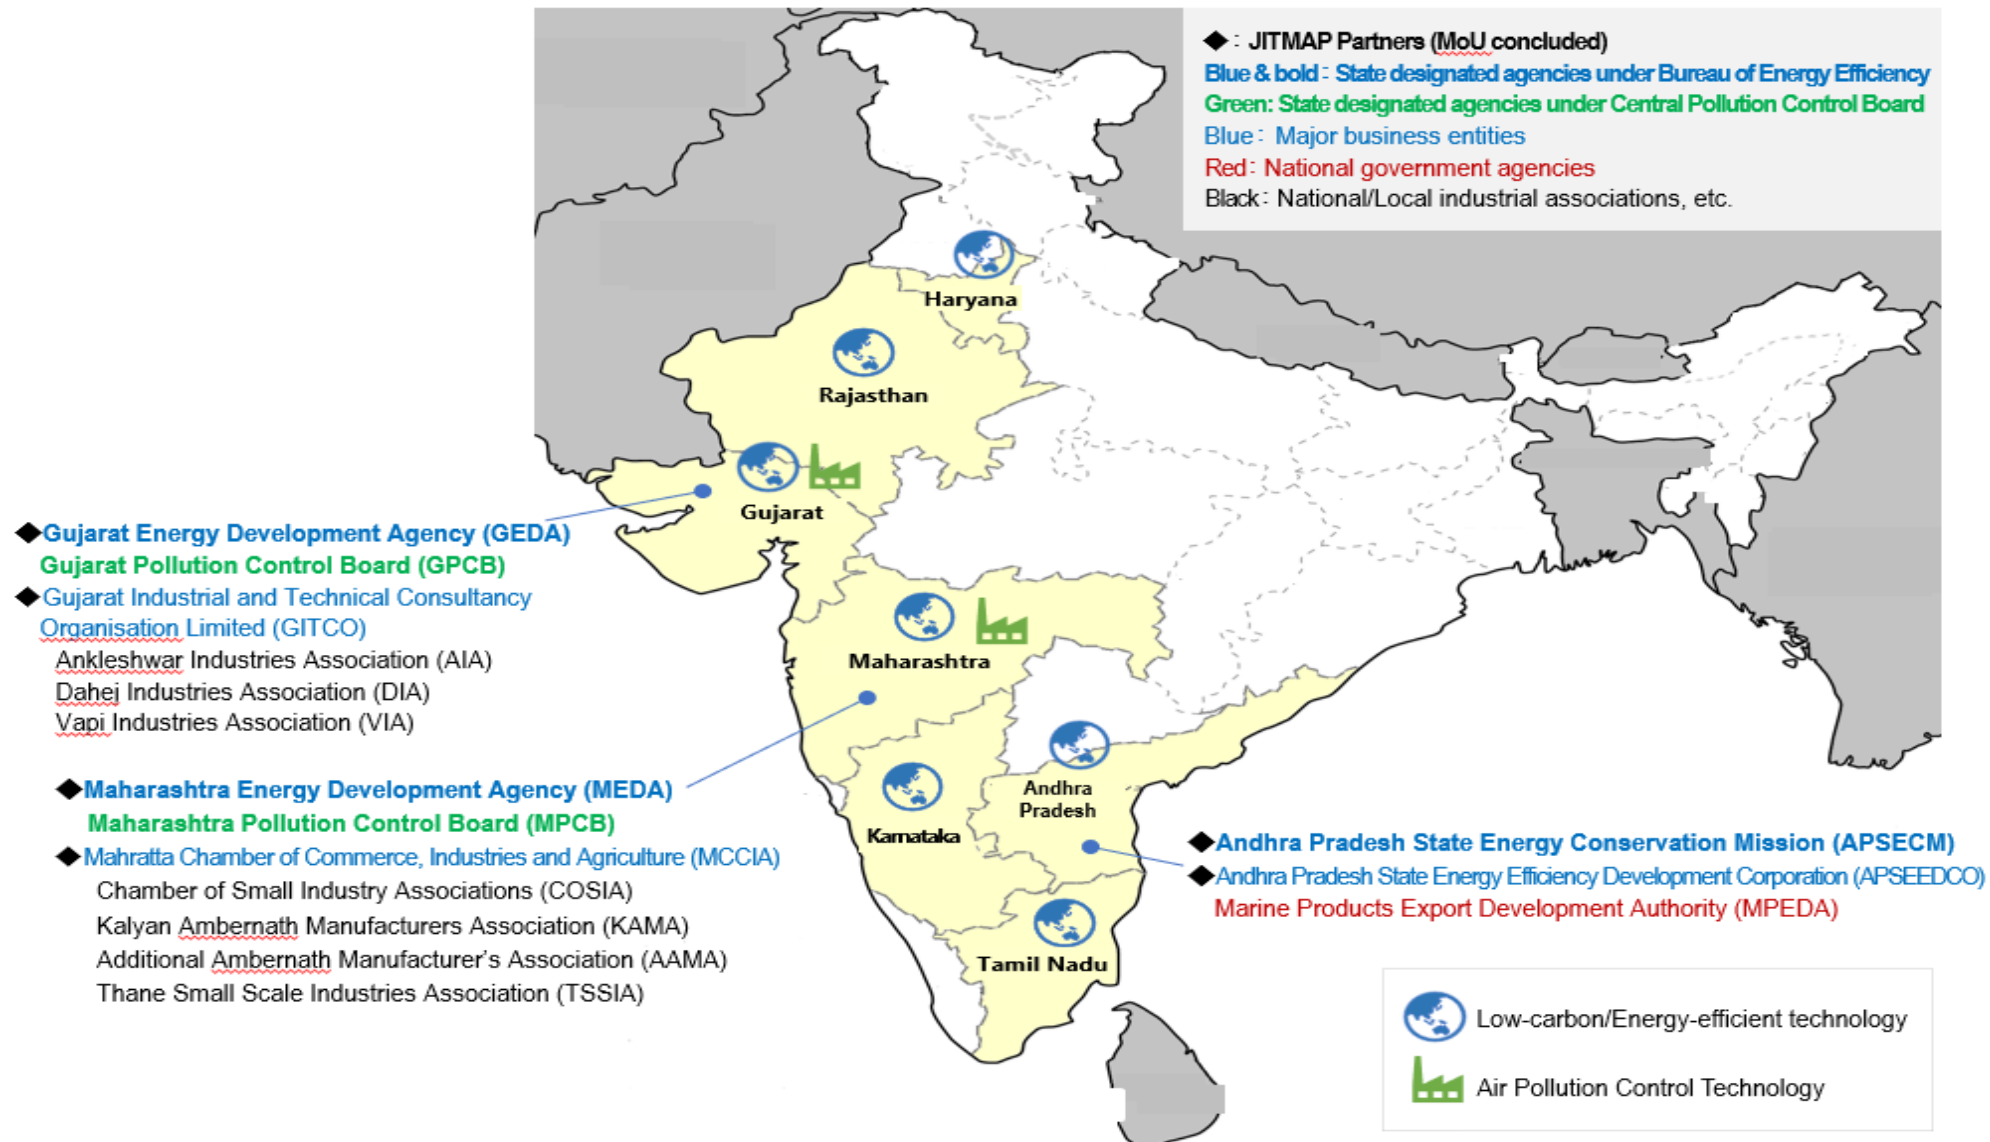 ◆ : JITMAP Partners (MoU concluded)
Blue & bold : State designated agencies under Bureau of Energy Efficiency
Green: State designated agencies under Central Pollution Control Board
Blue : Major business entities
Red : National government agencies
Black : National/Local industrial associations, etc.
Haryana
Rajasthan
Gujarat
Maharashtra
Andhra
Pradesh
Karnataka
Tamil Nadu
◆Gujarat Energy Development Agency (GEDA)
Gujarat Pollution Control Board (GPCB)
◆Gujarat Industrial and Technical Consultancy
Organisation Limited (GITCO)
Ankleshwar Industries Association (AIA)
Dahej Industries Association (DIA)
Vapi Industries Association (VIA)
◆Maharashtra Energy Development Agency (MEDA)
Maharashtra Pollution Control Board (MPCB)
◆Mahratta Chamber of Commerce, Industries and Agriculture (MCCIA)
Chamber of Small Industry Associations (COSIA)
Kalyan Ambernath Manufacturers Association (KAMA)
Additional Ambernath Manufacturer's Association (AAMA)
Thane Small Scale Industries Association (TSSIA)
◆Andhra Pradesh State Energy Conservation Mission (APSECM)
◆Andhra Pradesh State Energy Efficiency Development Corporation (APSEEDCO)
Marine Products Export Development Authority (MPEDA)
Low-carbon/Energy-efficient technology
Air Pollution Control Technology